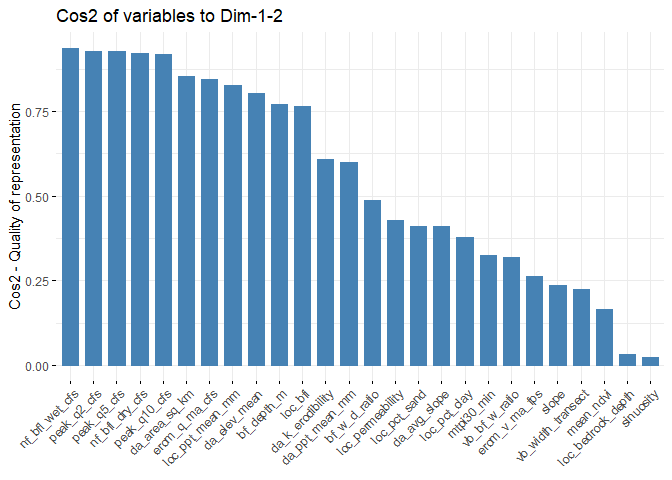 Cos2 of variables to Dim-1-2
Cos2 - Quality of representation
0.75
0.50
0.25
0.00
nf_bfl_wet_cfs
peak_q2_cfs
peak_q5_cfs
nf_bfl_dry_cfs
peak_q10_cfs
da_area_sq_km
erom_q_ma_cfs
loc_ppt_mean_mm
da_elev_mean
bf_depth_m
loc_bfi
da_k_erodibility
da_ppt_mean_mm
bf_w_d_ratio
loc_permeability
loc_pct_sand
da_avg_slope
loc_pct_clay
mtpi30_min
vb_bf_w_ratio
erom_v_ma_fps
slope
vb_width_transect
mean_ndvi
loc_bedrock_depth
sinuosity